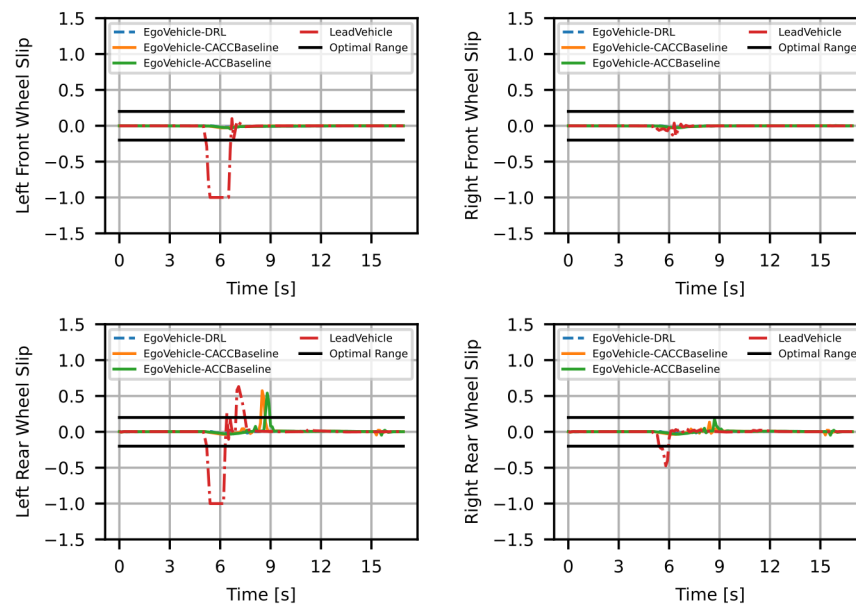 EgoVehicle-DRL LeadVehicle
EgoVehicle-CACCBaseline Optimal Range
EgoVehicle-ACCBaseline
1.5
1.0
0.5
0.0
−0.5
−1.0
−1.5
Left Front Wheel Slip
0 3 6 9 12 15
Time [s]
EgoVehicle-DRL LeadVehicle
EgoVehicle-CACCBaseline Optimal Range
EgoVehicle-ACCBaseline
1.5
1.0
0.5
0.0
−0.5
−1.0
−1.5
Right Front Wheel Slip
0 3 6 9 12 15
Time [s]
EgoVehicle-DRL LeadVehicle
EgoVehicle-CACCBaseline Optimal Range
EgoVehicle-ACCBaseline
1.5
1.0
0.5
0.0
−0.5
−1.0
−1.5
Left Rear Wheel Slip
0 3 6 9 12 15
Time [s]
EgoVehicle-DRL LeadVehicle
EgoVehicle-CACCBaseline Optimal Range
EgoVehicle-ACCBaseline
1.5
1.0
0.5
0.0
−0.5
−1.0
−1.5
Right Rear Wheel Slip
0 3 6 9 12 15
Time [s]